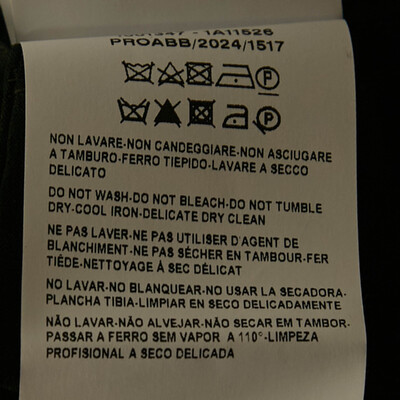 PROABB/2024/1517
NON LAVARE-NON CANDEGGIARE-NON ASCIUGARE
A TAMBURO-FERRO TIEPIDO-LAVARE A SECCO
DELICATO
DO NOT WASH-DO NOT BLEACH-DO NOT TUMBLE
DRY-COOL IRON-DELICATE DRY CLEAN
NE PAS LAVER-NE PAS UTILISER D'AGENT DE
BLANCHIMENT-NE PAS SÉCHER EN TAMBOUR-FER
TIÉDE-NETTOYAGE Á SEC DÉLICAT
NO LAVAR-NO BLANQUEAR-NO USAR LA SECADORA-
PLANCHA TIBIA-LIMPIAR EN SECO DELICADAMENTE
NÃO LAVAR-NÃO ALVEJAR-NÃO SECAR EM TAMBOR-
PASSAR A FERRO SEM VAPOR A 110°-LIMPEZA
PROFISIONAL A SECO DELICADA